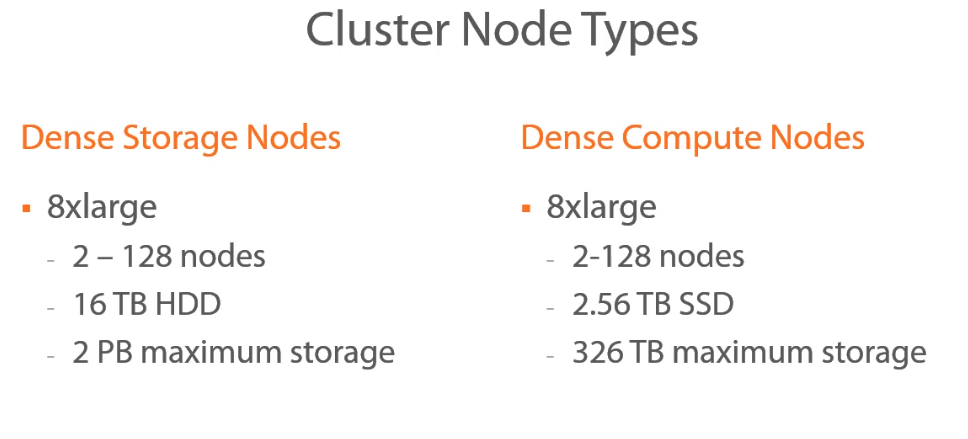 Cluster Node Types
Dense Storage Nodes
▪ 8xlarge
- 2 – 128 nodes
- 16 TB HDD
- 2 PB maximum storage
Dense Compute Nodes
▪ 8xlarge
- 2-128 nodes
- 2.56 TB SSD
- 326 TB maximum storage